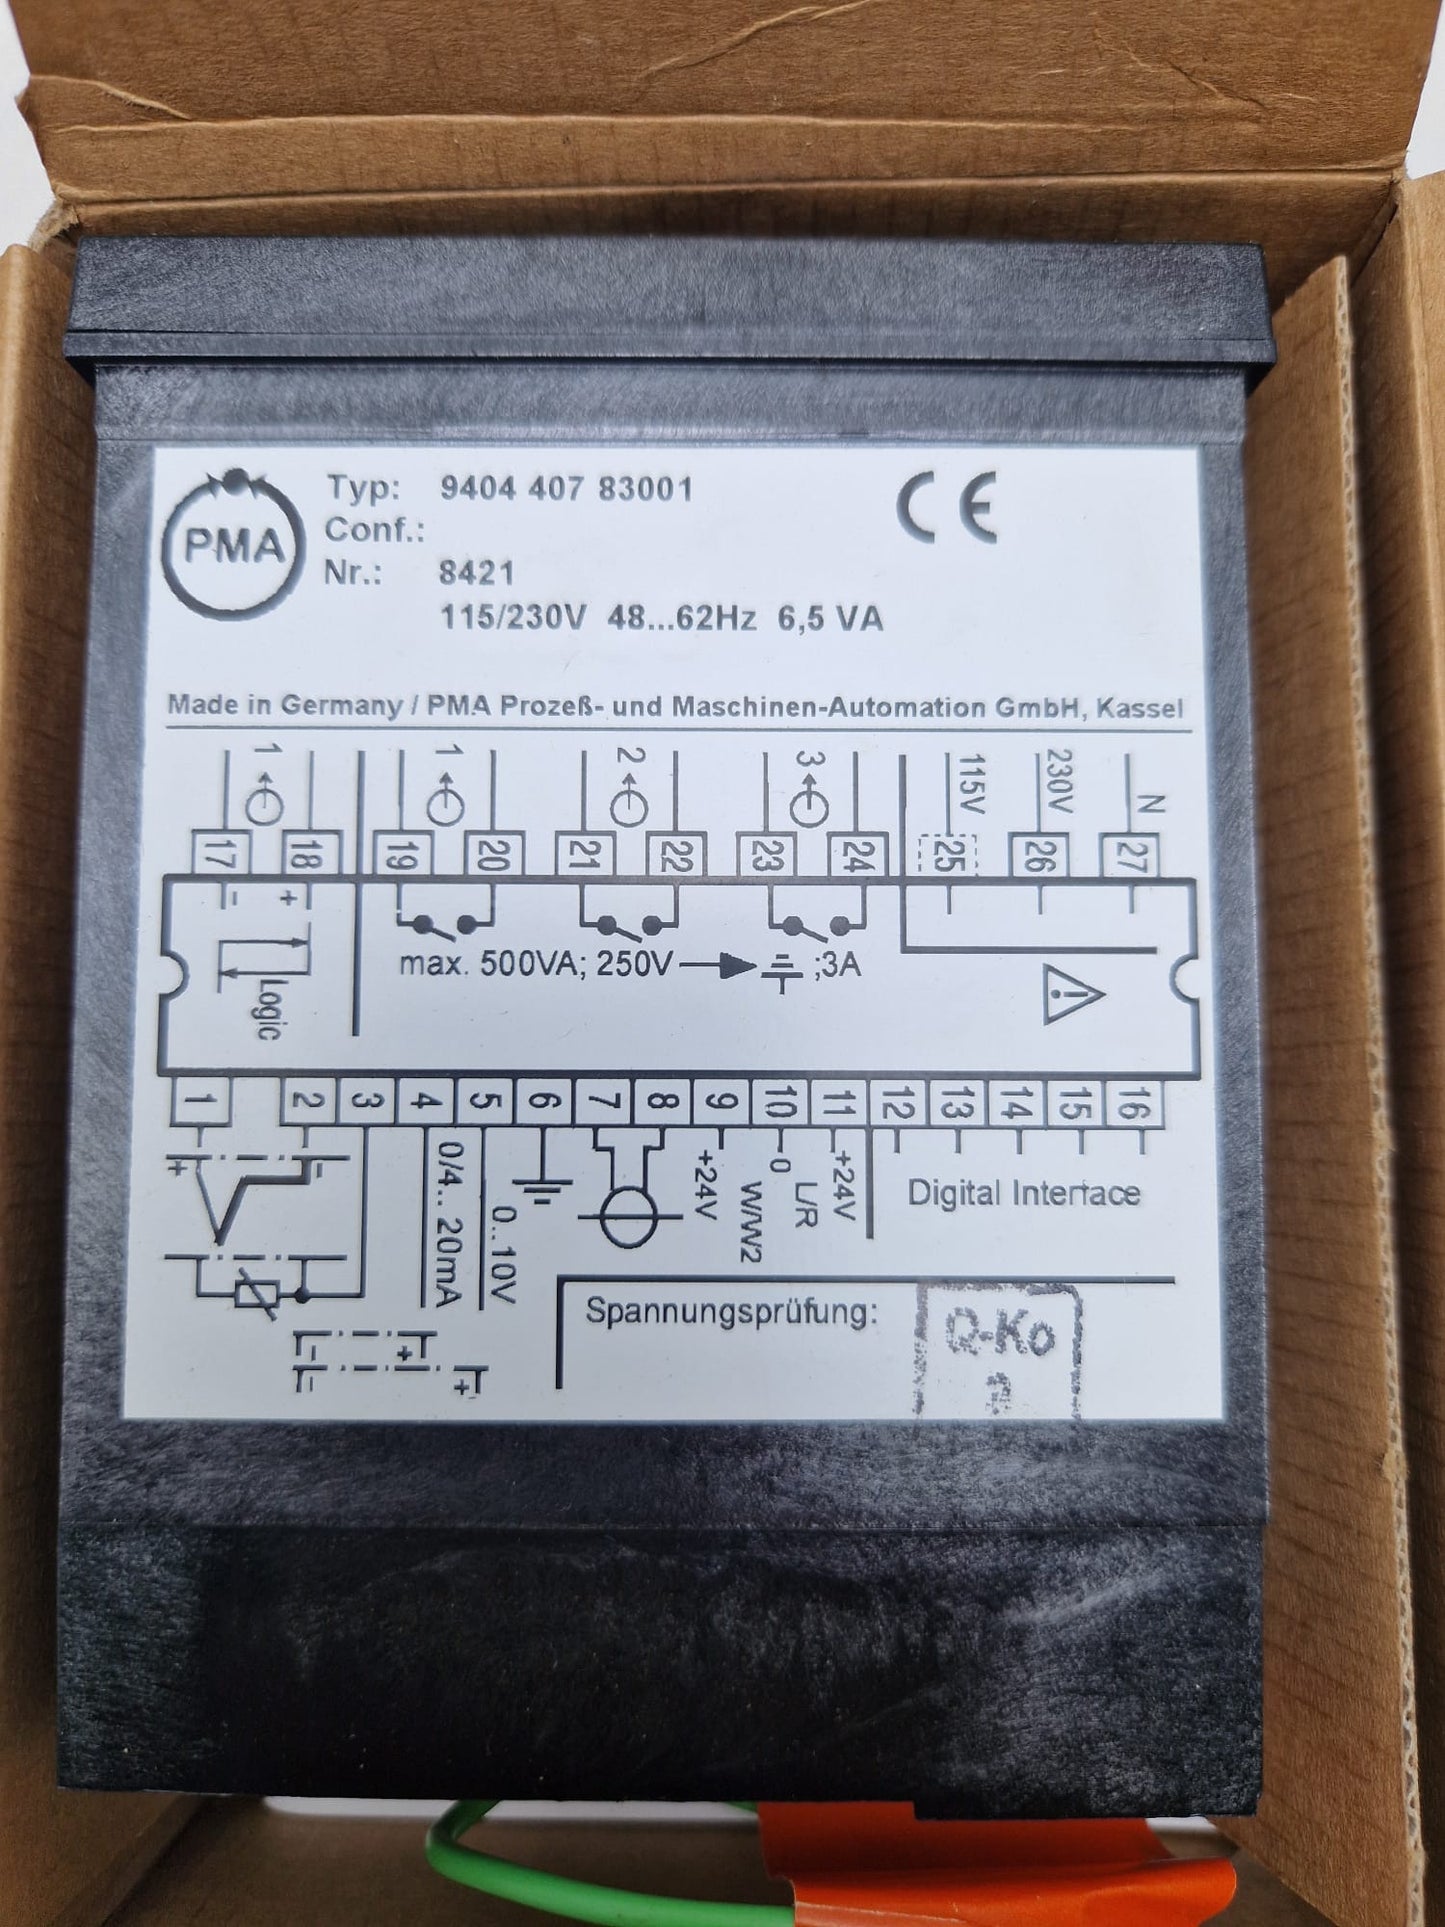 PMA
Typ: 9404 407 83001
CE
Conf.:
Nr.: 8421
115/230V 48...62Hz 6,5 VA
Made in Germany / PMA Prozeß- und Maschinen-Automation GmbH, Kassel
1 1 2 3 115V 230V N
17 18 19 20 21 22 23 24 25 26 27
- +
max. 500VA; 250V ;3A
Logic
1 2 3 4 5 6 7 8 9 10 11 12 13 14 15 16
+ -
0/4.. 20mA
0..10V
+24V
W/W2
0
L/R
+24V
Digital Interface
Spannungsprüfung:
Q-Ko
- +
- +